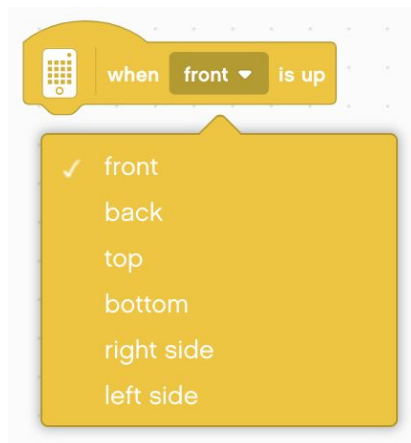 when front is up
front
back
top
bottom
right side
left side